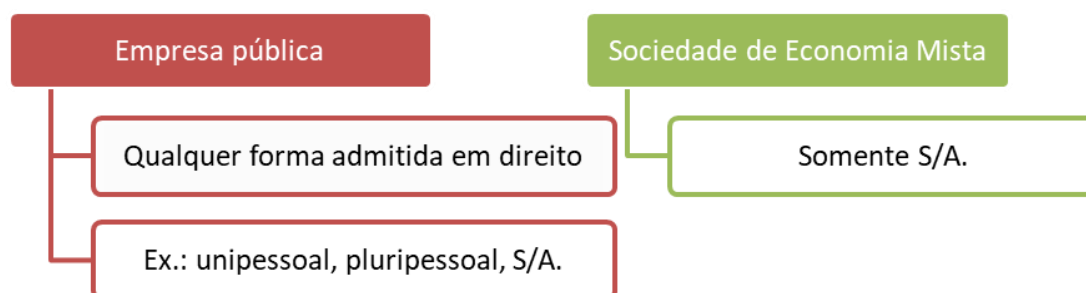 Empresa pública
Qualquer forma admitida em direito
Ex.: unipessoal, pluripessoal, S/A.
Sociedade de Economia Mista
Somente S/A.